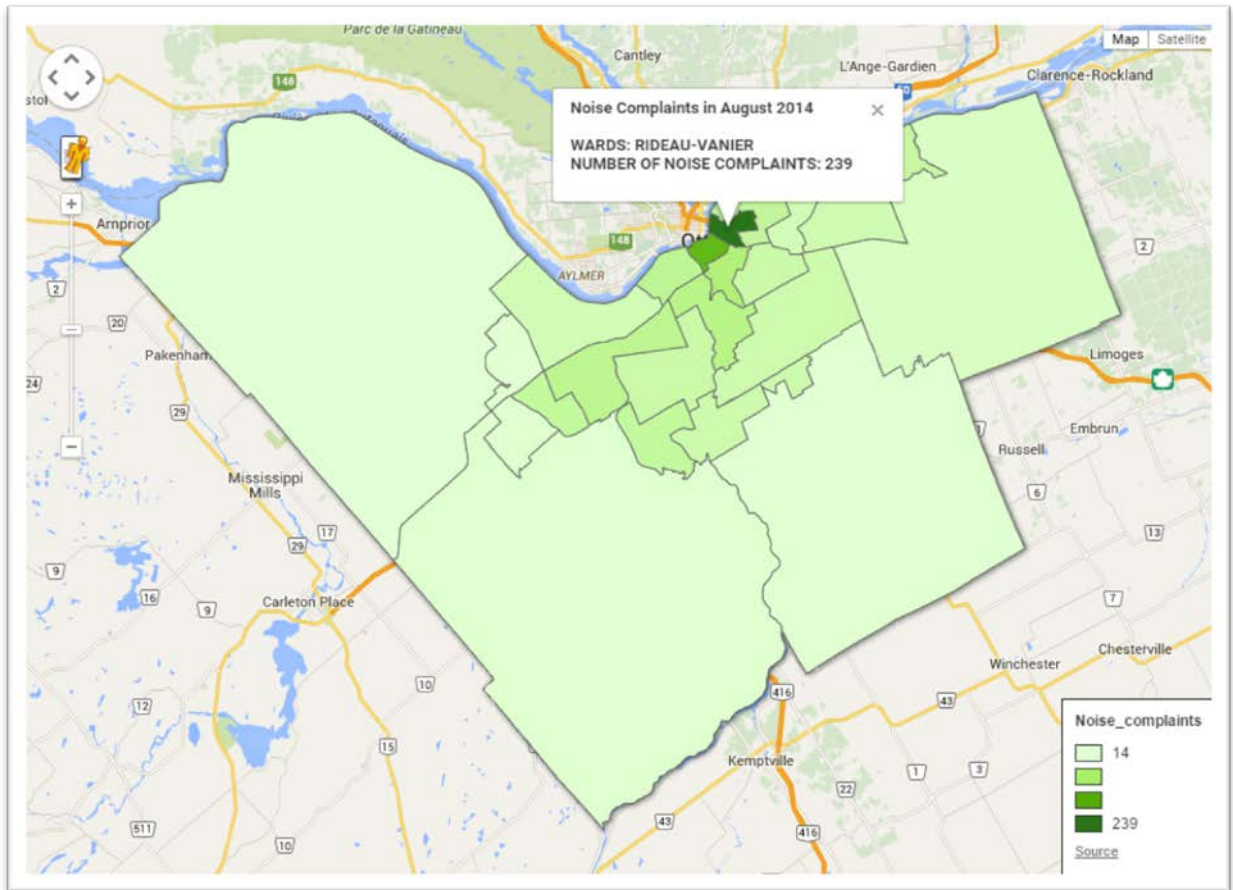 Parc de la Gatineau
Cantley
L'Ange-Gardien
Clarence-Rockland
Map Satellite
148
50
Noise Complaints in August 2014 ×
WARDS: RIDEAU-VANIER
NUMBER OF NOISE COMPLAINTS: 239
Arnprior
148
AYLMER
2
2
20
Pakenham
Limoges
24
29
Embrun
Russell
Mississippi
Mills
6
17
13
29
9
16
9
Carleton Place
7
Chesterville
10
Winchester
416
43
12
15
Kemptville
1
3
22
43
416
511
10
Noise_complaints
14
239
Source